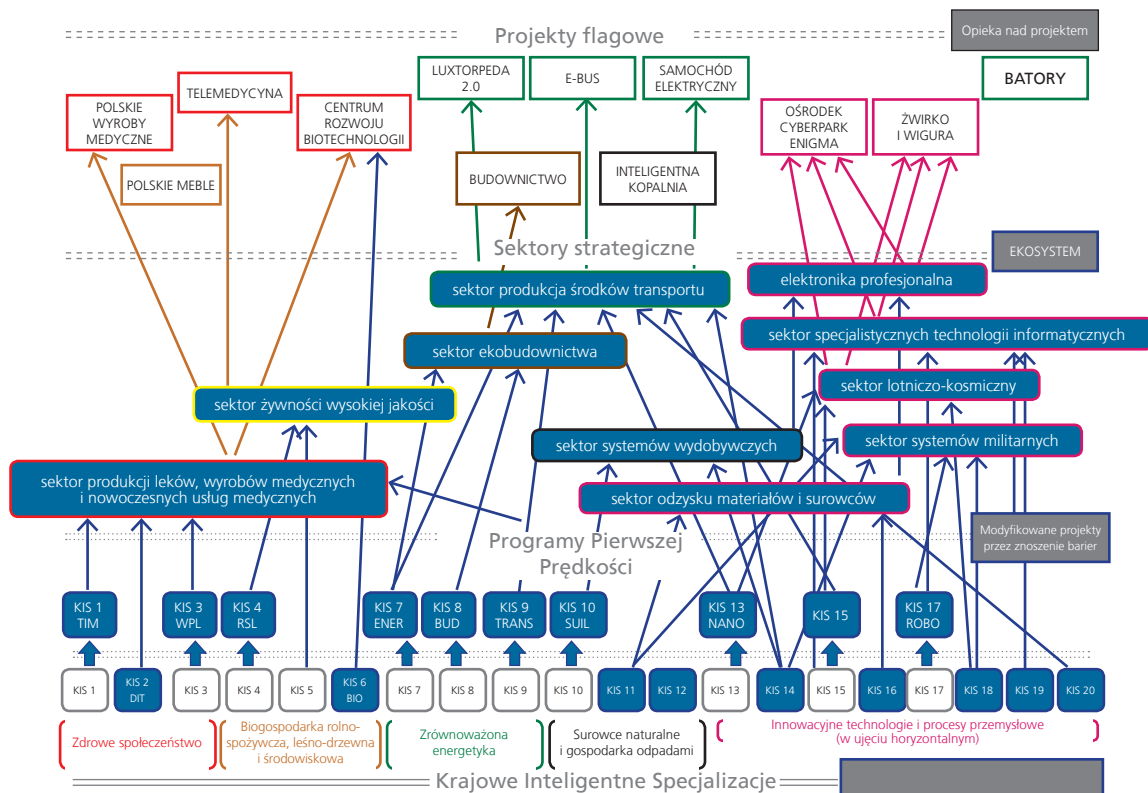 Projekty flagowe
Opieka nad projektem
LUXTORPEDA
2.0
E-BUS
SAMOCHÓD
ELEKTRYCZNY
BATORY
POLSKIE
WYROBY
MEDYCZNE
TELEMEDYCYNA
CENTRUM
ROZWOJU
BIOTECHNOLOGII
OŚRODEK
CYBERPARK
ENIGMA
ŻWIRKO
I WIGURA
POLSKIE MEBLE
BUDOWNICTWO
INTELIGENTNA
KOPALNIA
Sektory strategiczne
EKOSYSTEM
sektor produkcja środków transportu
elektronika profesjonalna
sektor specjalistycznych technologii informatycznych
sektor ekobudownictwa
sektor lotniczo-kosmiczny
sektor żywności wysokiej jakości
sektor systemów wydobywczych
sektor systemów militarnych
sektor produkcji leków, wyrobów medycznych
i nowoczesnych usług medycznych
sektor odzysku materiałów i surowców
Programy Pierwszej
Prędkości
Modyfikowane projekty
przez znoszenie barier
KIS 1
TIM
KIS 3
WPL
KIS 4
RSL
KIS 7
ENER
KIS 8
BUD
KIS 9
TRANS
KIS 10
SUIL
KIS 13
NANO
KIS 15
KIS 17
ROBO
KIS 1
KIS 2
DIT
KIS 3
KIS 4
KIS 5
KIS 6
BIO
KIS 7
KIS 8
KIS 9
KIS 10
KIS 11
KIS 12
KIS 13
KIS 14
KIS 15
KIS 16
KIS 17
KIS 18
KIS 19
KIS 20
Zdrowe społeczeństwo
Biogospodarka rolno-
spożywcza, leśno-drzewna
i środowiskowa
Zrównoważona
energetyka
Surowce naturalne
i gospodarka odpadami
Innowacyjne technologie i procesy przemysłowe
(w ujęciu horyzontalnym)
Krajowe Inteligentne Specjalizacje